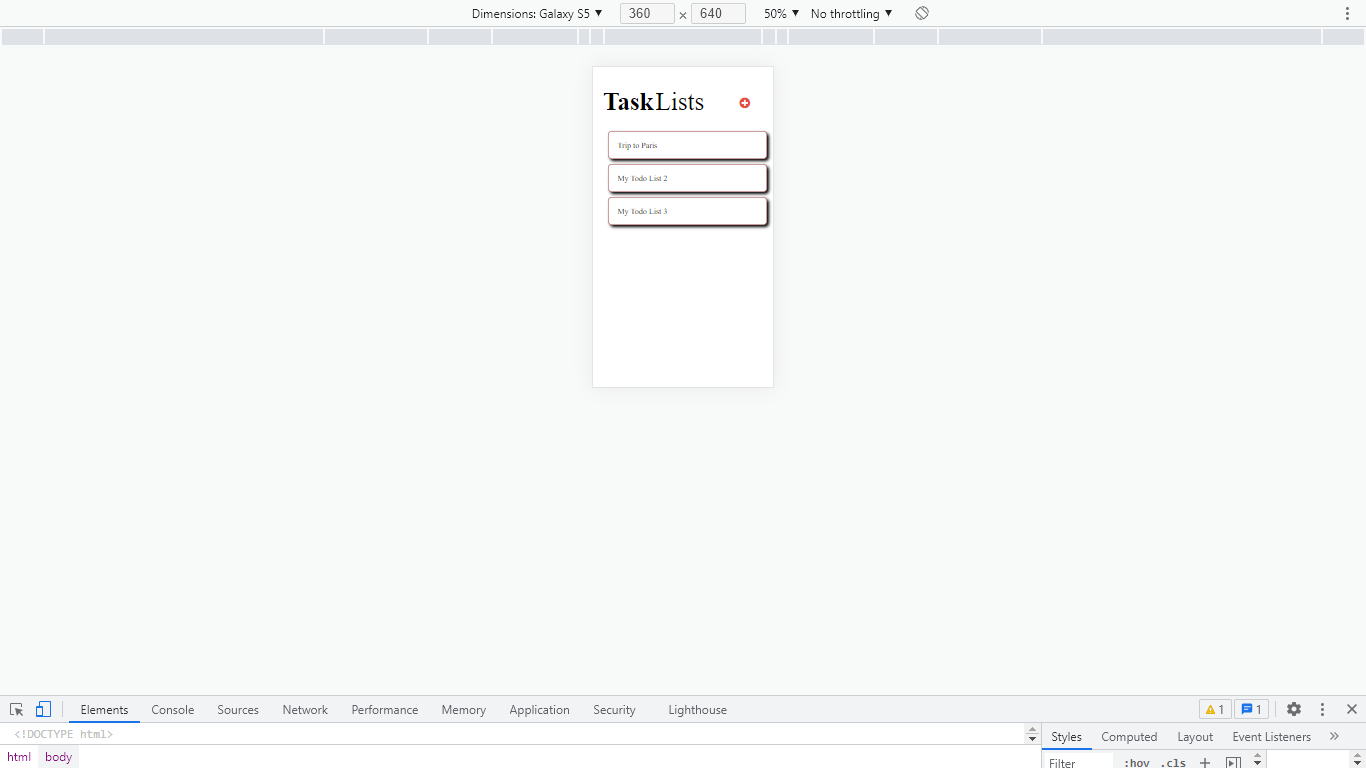 Dimensions: Galaxy S5 ▼ 360 × 640 50% ▼ No throttling ▼
TaskLists
Trip to Paris
My Todo List 2
My Todo List 3
Elements Console Sources Network Performance Memory Application Security Lighthouse 1 1
<!DOCTYPE html>
html body
Styles Computed Layout Event Listeners »
Filter :hov .cls +